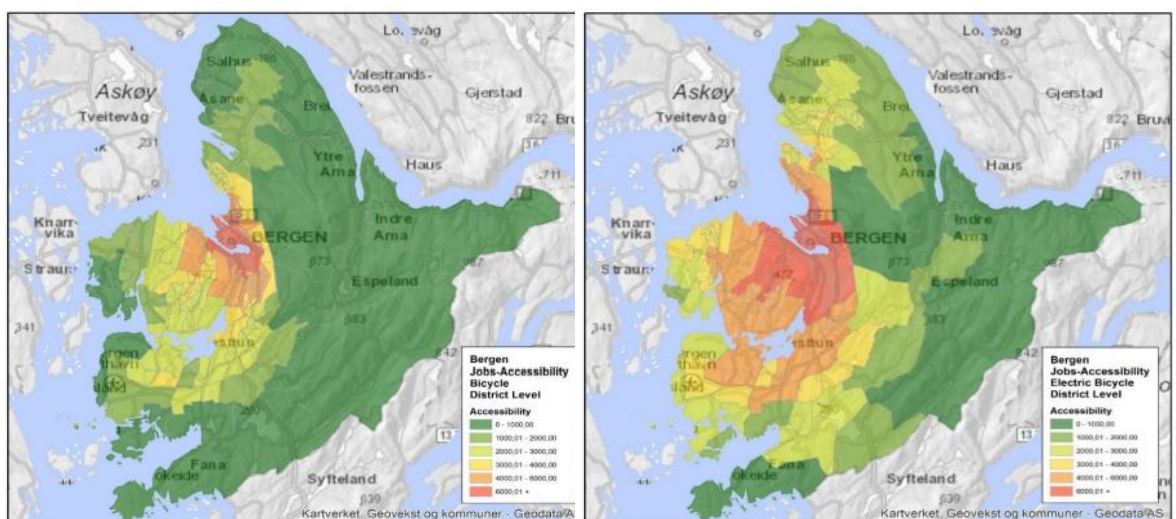 Salhus
Askøy
Tveitevåg
Åsane
Valestrands-
fossen
Gjerstad
Haus
Ytre
Arna
Indre
Arna
BERGEN
Espeland
Knarr-
vika
Straum
Fana
Syfteland
Bergen
Jobs-Accessibility
Bicycle
District Level
Accessibility
0 - 1000,00
1000,01 - 2000,00
2000,01 - 3000,00
3000,01 - 4000,00
4000,01 - 6000,00
6000,01 +
Kartverket, Geovekst og kommuner - Geodata AS
Salhus
Askøy
Tveitevåg
Åsane
Valestrands-
fossen
Gjerstad
822
Haus
Ytre
Arna
Indre
Arna
BERGEN
Espeland
Knarr-
vika
Straum
Fana
Syfteland
Bergen
Jobs-Accessibility
Electric Bicycle
District Level
Accessibility
0 - 1000,00
1000,01 - 2000,00
2000,01 - 3000,00
3000,01 - 4000,00
4000,01 - 6000,00
6000,01 +
Kartverket, Geovekst og kommuner - Geodata AS